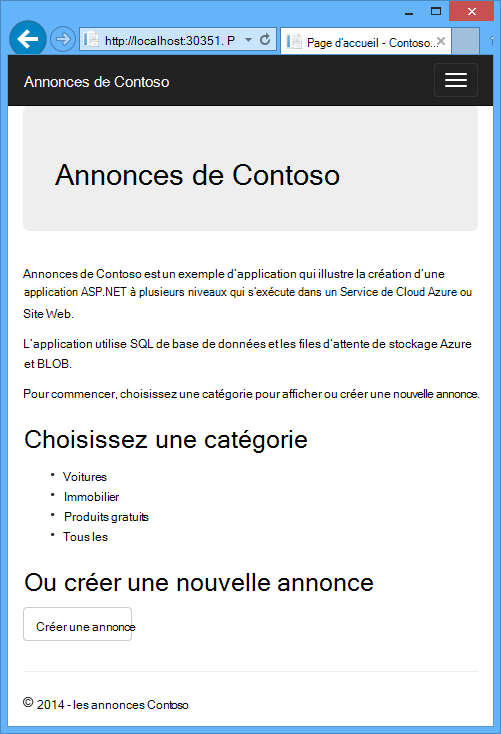 http://localhost:30351. P
Page d'accueil - Contoso...
Annonces de Contoso
Annonces de Contoso
Annonces de Contoso est un exemple d'application qui illustre la création d'une
application ASP.NET à plusieurs niveaux qui s'exécute dans un Service de Cloud Azure ou
Site Web.
L'application utilise SQL de base de données et les files d'attente de stockage Azure
et BLOB.
Pour commencer, choisissez une catégorie pour afficher ou créer une nouvelle annonce.
Choisissez une catégorie
• Voitures
• Immobilier
• Produits gratuits
• Tous les
Ou créer une nouvelle annonce
Créer une annonce
© 2014 - les annonces Contoso